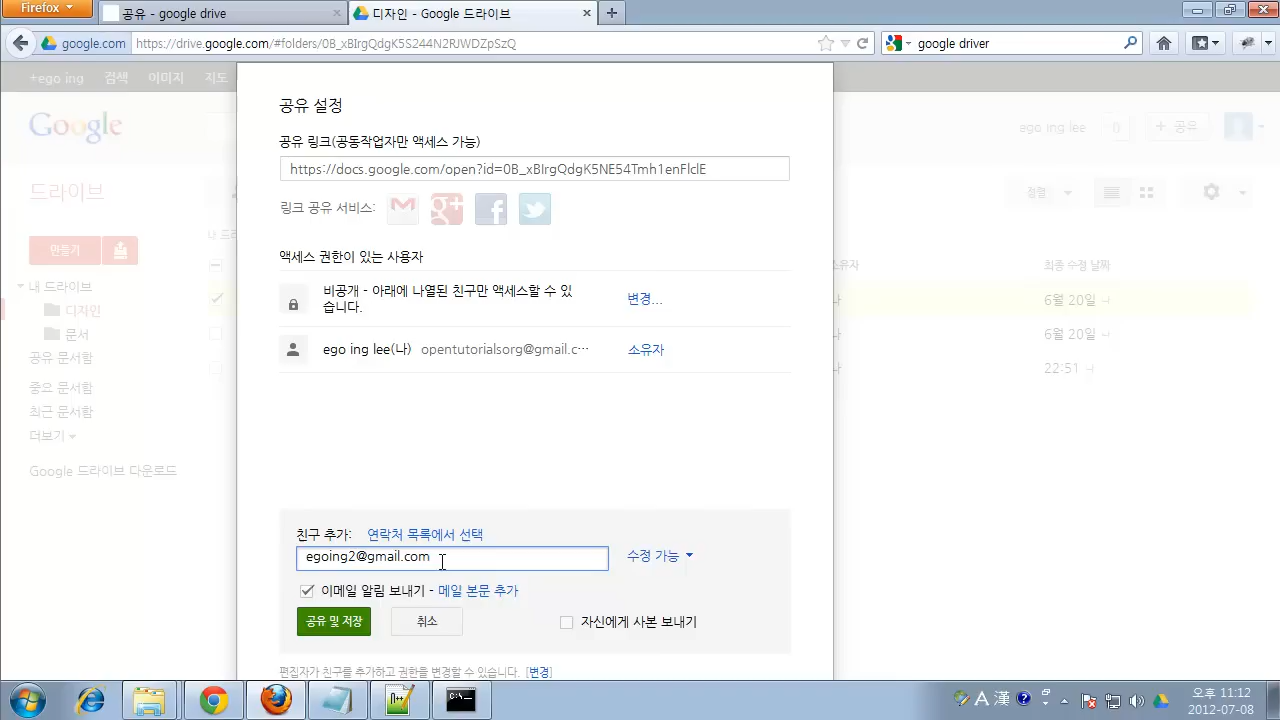 Firefox
공유 - google drive
디자인 - Google 드라이브
google.com
https://drive.google.com/#folders/0B_xBIrgQdgK5S244N2RJWDZpSzQ
google driver
+ego ing 검색 이미지 지도
Google
ego ing lee 0 + 공유
드라이브
정렬
만들기
내 드라이브
디자인
문서
공유 문서함
중요 문서함
최근 문서함
더보기
Google 드라이브 다운로드
최종 수정 날짜
6월 20일 나
6월 20일 나
22:51 나
공유 설정
공유 링크(공동작업자만 액세스 가능)
https://docs.google.com/open?id=0B_xBIrgQdgK5NE54Tmh1enFlclE
링크 공유 서비스:
액세스 권한이 있는 사용자
비공개 - 아래에 나열된 친구만 액세스할 수 있
습니다.
변경...
ego ing lee(나) opentutorialsorg@gmail.c... 소유자
친구 추가: 연락처 목록에서 선택
egoing2@gmail.com
수정 가능
이메일 알림 보내기 - 메일 본문 추가
공유 및 저장 취소 자신에게 사본 보내기
편집자가 친구를 추가하고 권한을 변경할 수 있습니다. [변경]
A 漢
오후 11:12
2012-07-08